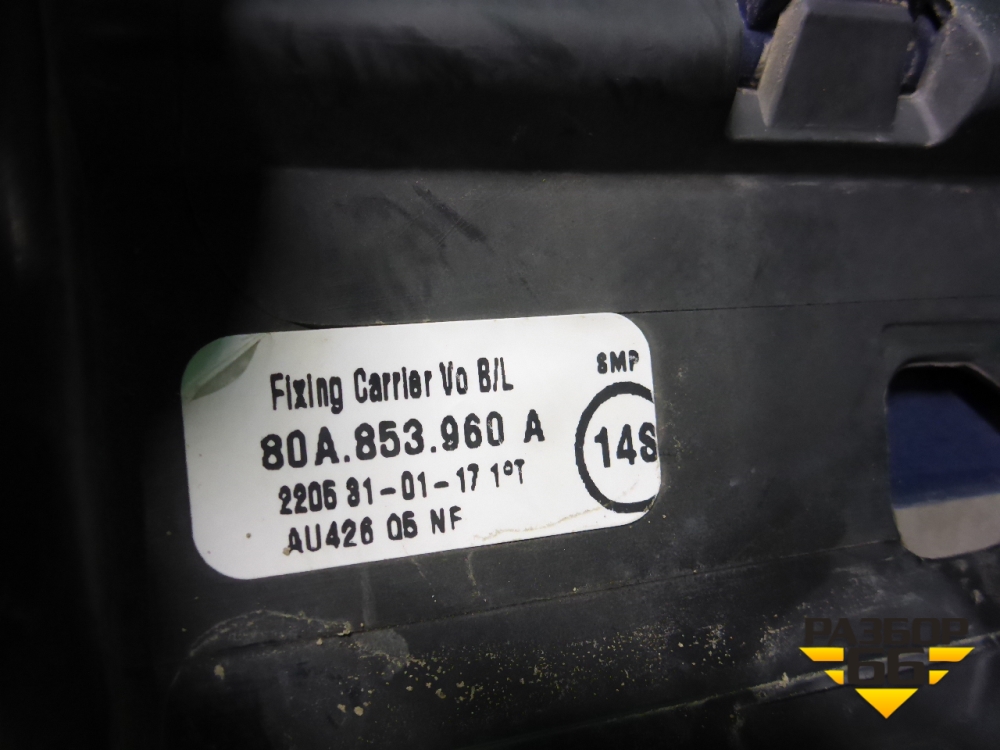 Fixing Carrier Vo B/L
SMP
80A.853.960 A
14S
2205 31-01-17 1°T
AU426 05 NF
РАЗБОР
66